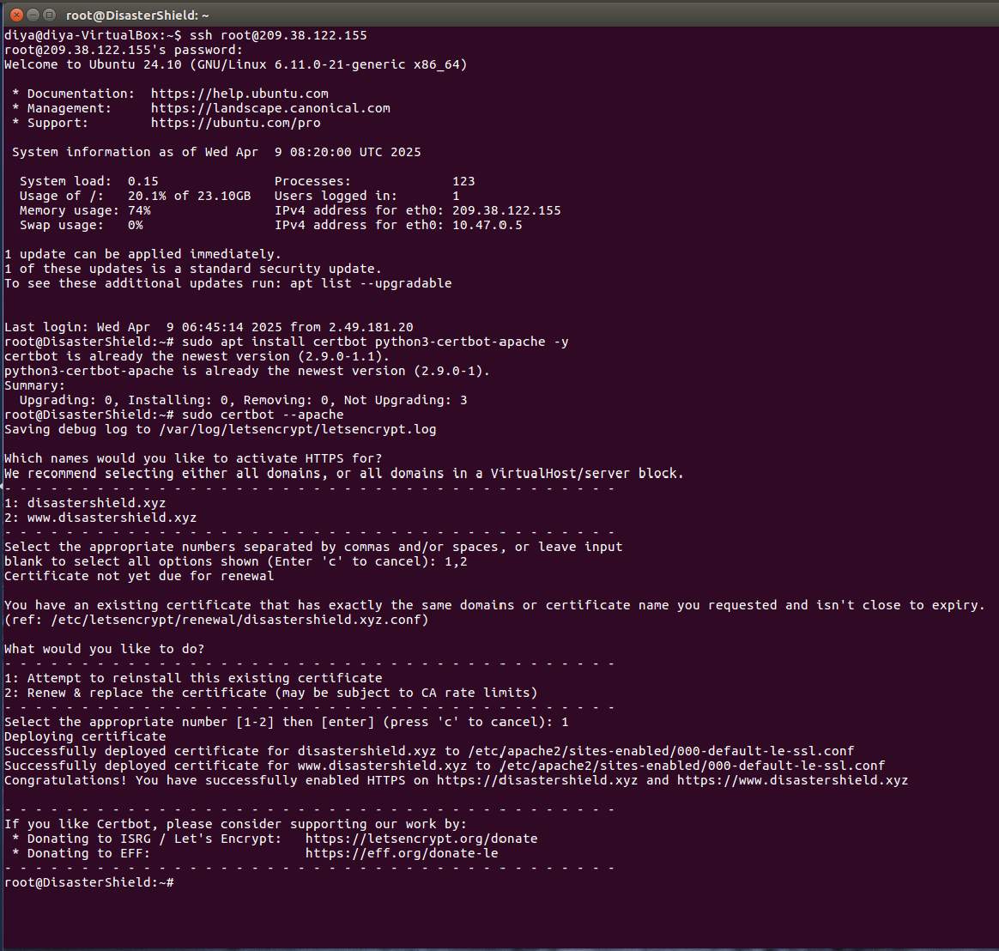 root@DisasterShield: ~
diya@diya-VirtualBox:~$ ssh root@209.38.122.155
root@209.38.122.155's password:
Welcome to Ubuntu 24.10 (GNU/Linux 6.11.0-21-generic x86_64)
* Documentation:  https://help.ubuntu.com
* Management:     https://landscape.canonical.com
* Support:        https://ubuntu.com/pro
System information as of Wed Apr  9 08:20:00 UTC 2025
System load:  0.15               Processes:             123
Usage of /:   20.1% of 23.10GB   Users logged in:       1
Memory usage: 74%                IPv4 address for eth0: 209.38.122.155
Swap usage:   0%                 IPv4 address for eth0: 10.47.0.5
1 update can be applied immediately.
1 of these updates is a standard security update.
To see these additional updates run: apt list --upgradable
Last login: Wed Apr  9 06:45:14 2025 from 2.49.181.20
root@DisasterShield:~# sudo apt install certbot python3-certbot-apache -y
certbot is already the newest version (2.9.0-1.1).
python3-certbot-apache is already the newest version (2.9.0-1).
Summary:
Upgrading: 0, Installing: 0, Removing: 0, Not Upgrading: 3
root@DisasterShield:~# sudo certbot --apache
Saving debug log to /var/log/letsencrypt/letsencrypt.log
Which names would you like to activate HTTPS for?
We recommend selecting either all domains, or all domains in a VirtualHost/server block.
- - - - - - - - - - - - - - - - - - - - - - - - - - - - - - - - - - - - - - - -
1: disastershield.xyz
2: www.disastershield.xyz
- - - - - - - - - - - - - - - - - - - - - - - - - - - - - - - - - - - - - - - -
Select the appropriate numbers separated by commas and/or spaces, or leave input
blank to select all options shown (Enter 'c' to cancel): 1,2
Certificate not yet due for renewal
You have an existing certificate that has exactly the same domains or certificate name you requested and isn't close to expiry.
(ref: /etc/letsencrypt/renewal/disastershield.xyz.conf)
What would you like to do?
- - - - - - - - - - - - - - - - - - - - - - - - - - - - - - - - - - - - - - - -
1: Attempt to reinstall this existing certificate
2: Renew & replace the certificate (may be subject to CA rate limits)
- - - - - - - - - - - - - - - - - - - - - - - - - - - - - - - - - - - - - - - -
Select the appropriate number [1-2] then [enter] (press 'c' to cancel): 1
Deploying certificate
Successfully deployed certificate for disastershield.xyz to /etc/apache2/sites-enabled/000-default-le-ssl.conf
Successfully deployed certificate for www.disastershield.xyz to /etc/apache2/sites-enabled/000-default-le-ssl.conf
Congratulations! You have successfully enabled HTTPS on https://disastershield.xyz and https://www.disastershield.xyz
- - - - - - - - - - - - - - - - - - - - - - - - - - - - - - - - - - - - - - - -
If you like Certbot, please consider supporting our work by:
* Donating to ISRG / Let's Encrypt:   https://letsencrypt.org/donate
* Donating to EFF:                    https://eff.org/donate-le
- - - - - - - - - - - - - - - - - - - - - - - - - - - - - - - - - - - - - - - -
root@DisasterShield:~#